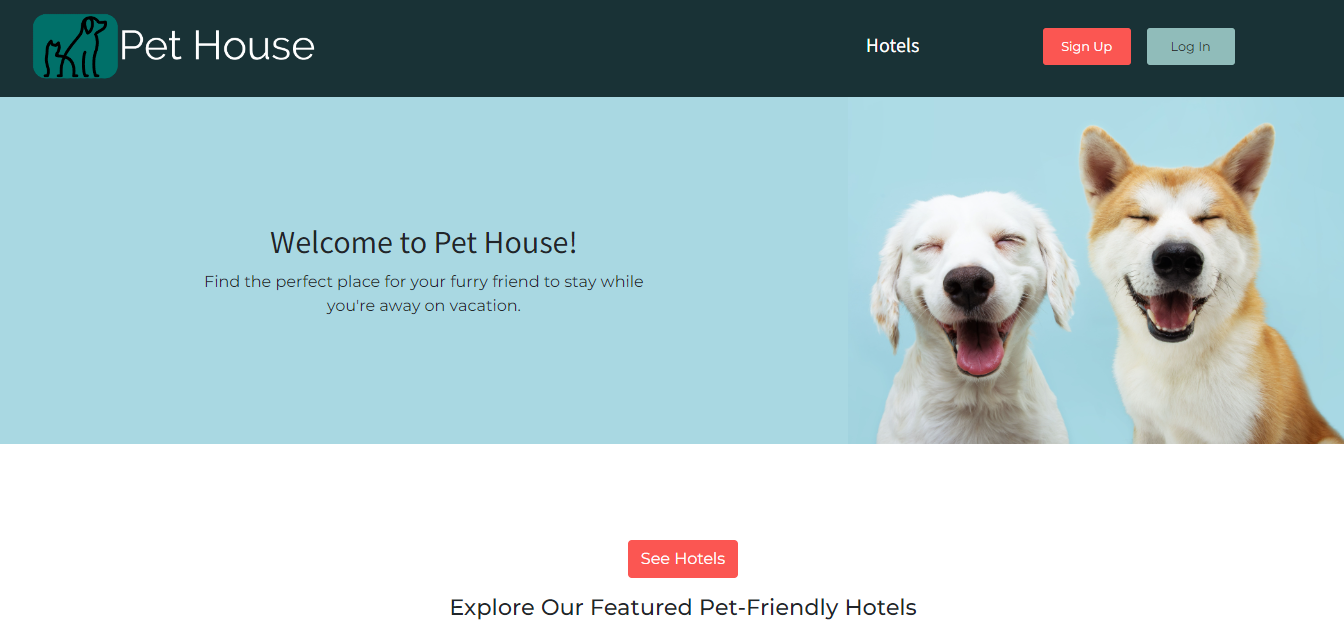 Pet House
Hotels
Sign Up
Log In
Welcome to Pet House!
Find the perfect place for your furry friend to stay while
you're away on vacation.
See Hotels
Explore Our Featured Pet-Friendly Hotels